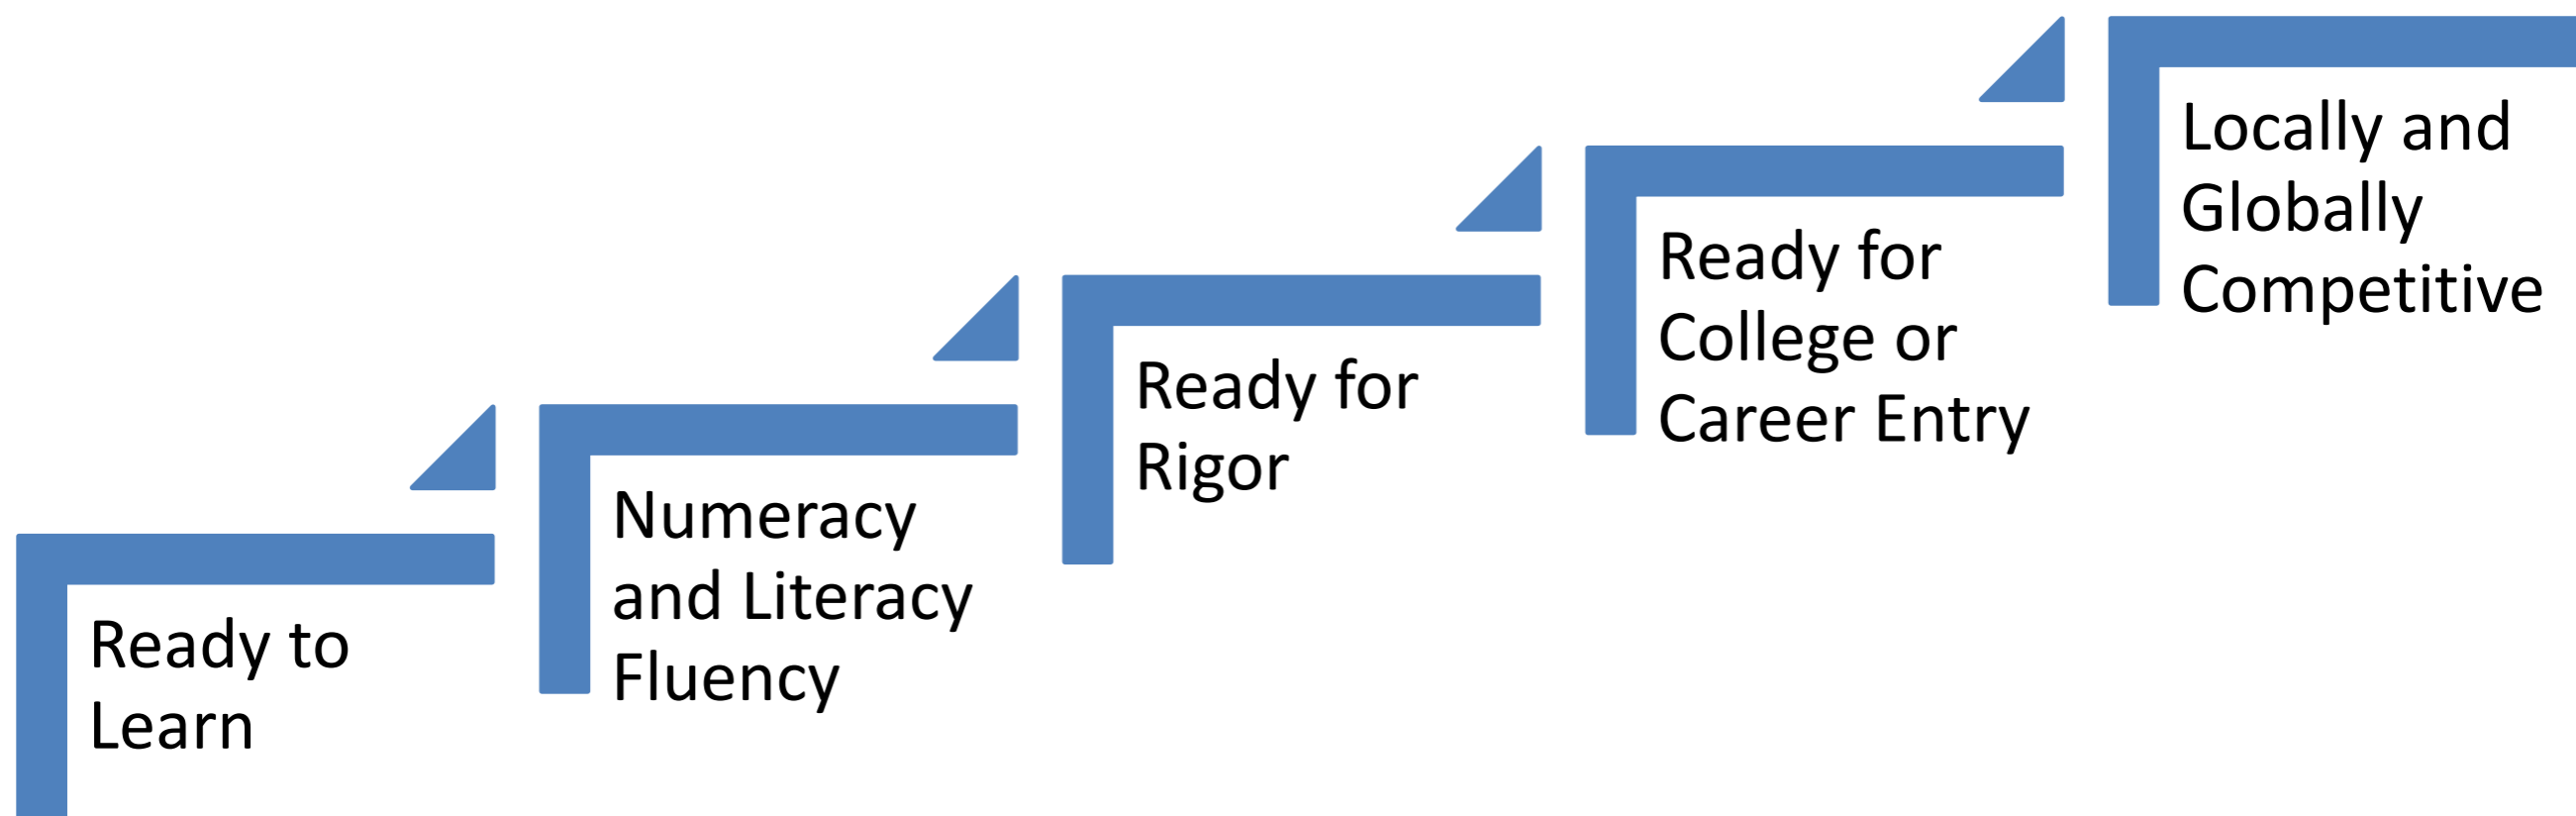 Ready to
Learn
Numeracy
and Literacy
Fluency
Ready for
Rigor
Ready for
College or
Career Entry
Locally and
Globally
Competitive